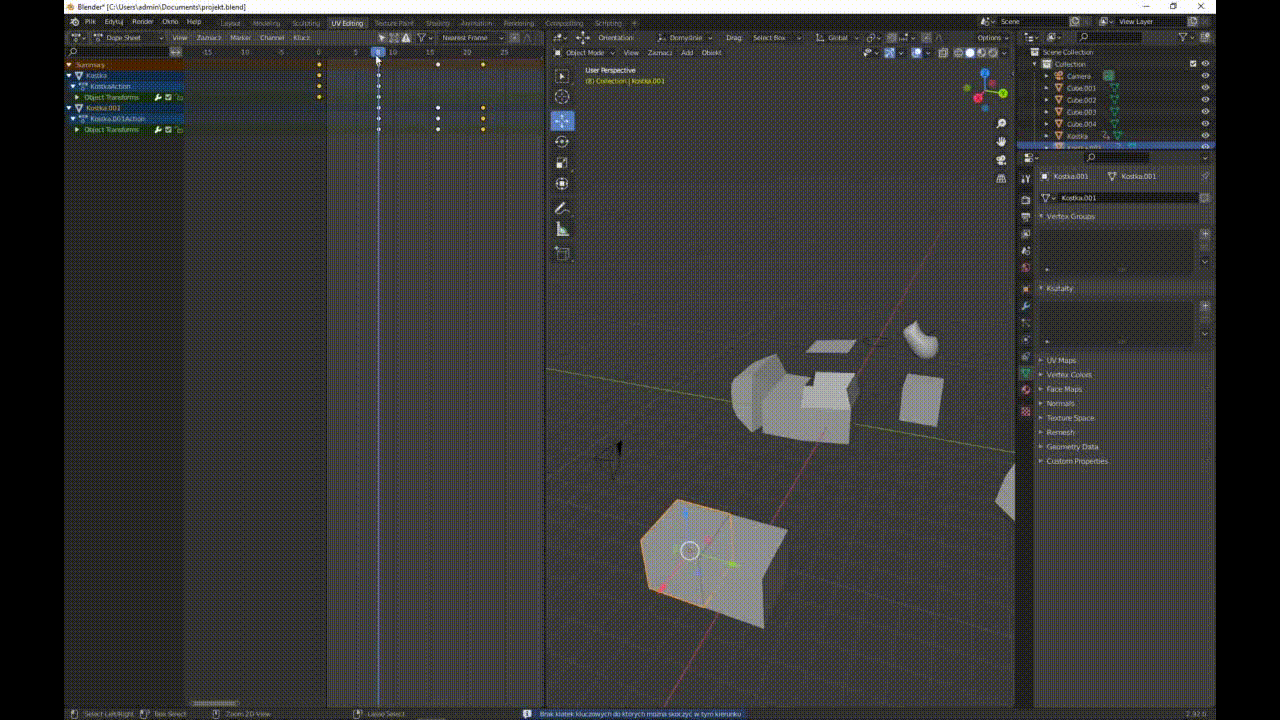 Blender* [C:\Users\admin\Documents\projekt.blend]
Plik Edytuj Render Okno Help Layout Modeling Sculpting UV Editing Texture Paint Shading Animation Rendering Compositing Scripting + Scene View Layer
Dope Sheet View Zaznacz Marker Channel Klucz Nearest Frame
-15 -10 -5 0 5 8 10 15 20 25
Summary
Kostka
KostkaAction
Object Transforms
Kostka.001
Kostka.001Action
Object Transforms
Orientation: Domyślnie Drag: Select Box Global Options
Object Mode View Zaznacz Add Obiekt
User Perspective
(8) Collection | Kostka.001
Scene Collection
Collection
Camera
Cube.001
Cube.002
Cube.003
Cube.004
Kostka
Kostka.001
Kostka.001 Kostka.001
Kostka.001
Vertex Groups
Kształty
UV Maps
Vertex Colors
Face Maps
Normals
Texture Space
Remesh
Geometry Data
Custom Properties
Select Left/Right Box Select Zoom 2D View Lasso Select Brak klatek kluczowych do których można skoczyć w tym kierunku 2.92.0